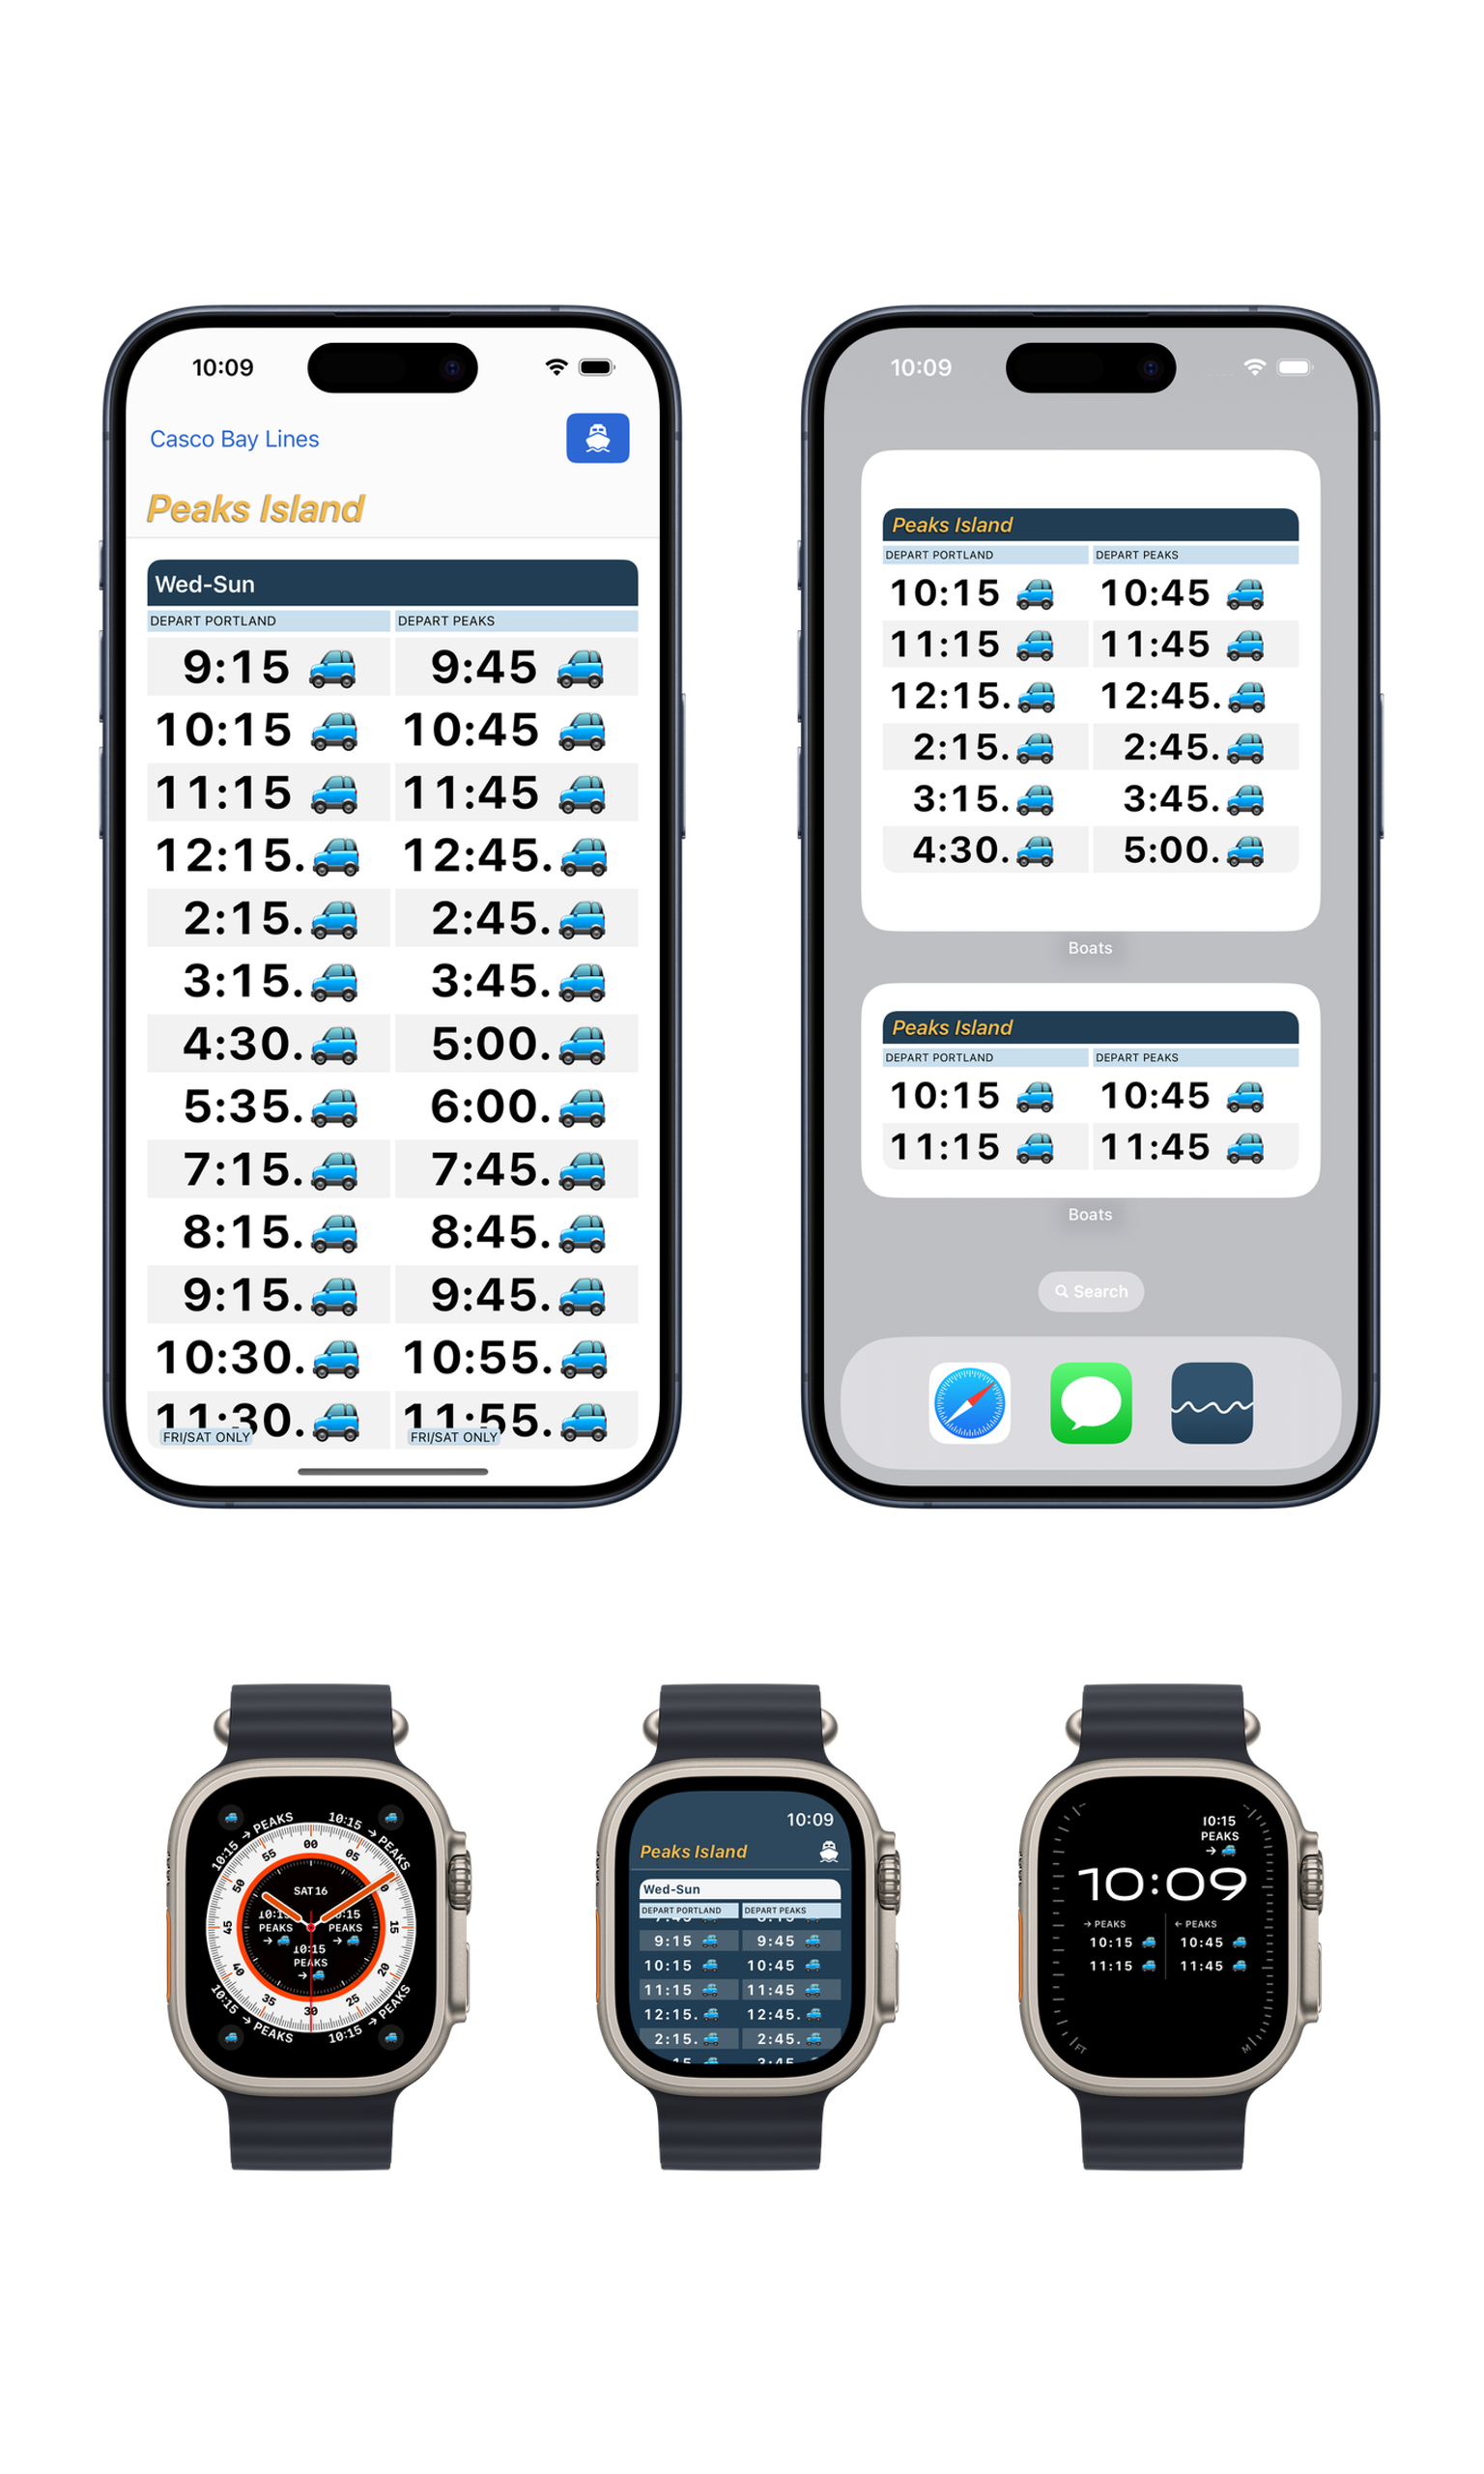 10:09
Casco Bay Lines
Peaks Island
Wed-Sun
DEPART PORTLAND DEPART PEAKS
9:15 9:45
10:15 10:45
11:15 11:45
12:15. 12:45.
2:15. 2:45.
3:15. 3:45.
4:30. 5:00.
5:35. 6:00.
7:15. 7:45.
8:15. 8:45.
9:15. 9:45.
10:30. 10:55.
11:30. 11:55.
FRI/SAT ONLY FRI/SAT ONLY
10:09
Peaks Island
DEPART PORTLAND DEPART PEAKS
10:15 10:45
11:15 11:45
12:15. 12:45.
2:15. 2:45.
3:15. 3:45.
4:30. 5:00.
Boats
Peaks Island
DEPART PORTLAND DEPART PEAKS
10:15 10:45
11:15 11:45
Boats
Search
10:15 → PEAKS
10:15 → PEAKS
00
55 05
50
SAT 16
45 15
PEAKS PEAKS
→ →
10:15
PEAKS
→
40 20
35 25
30
10:15 → PEAKS
10:15 → PEAKS
10:09
Peaks Island
Wed-Sun
DEPART PORTLAND DEPART PEAKS
9:15 9:45
10:15 10:45
11:15 11:45
12:15. 12:45.
2:15. 2:45.
3:45
10:15
PEAKS
→
10:09
→ PEAKS ← PEAKS
10:15 10:45
11:15 11:45
FT M